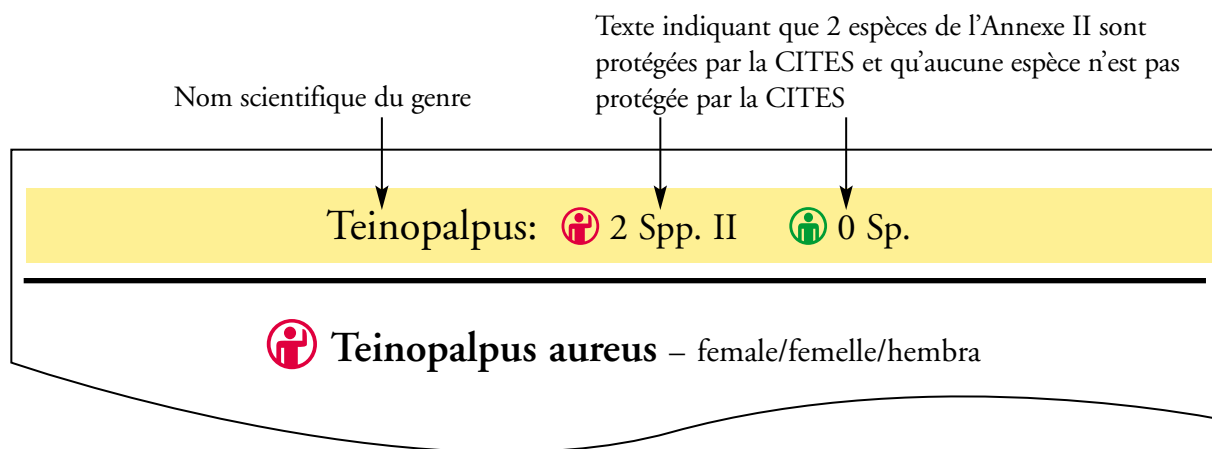 Texte indiquant que 2 espèces de l’Annexe II sont
protégées par la CITES et qu’aucune espèce n’est pas
protégée par la CITES
Nom scientifique du genre
Teinopalpus: 2 Spp. II 0 Sp.
Teinopalpus aureus – female/femelle/hembra